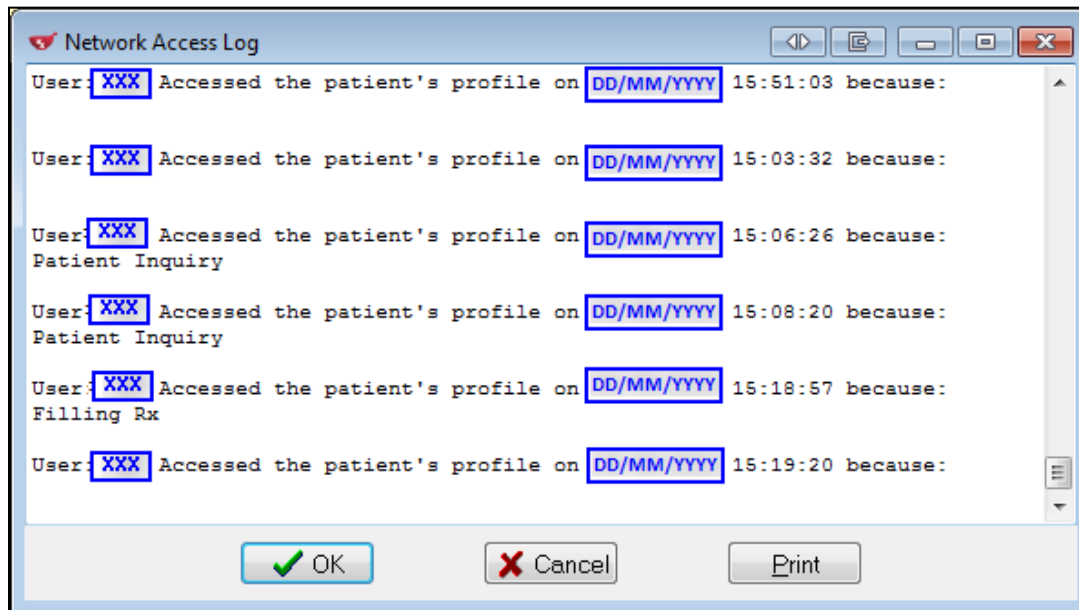 Network Access Log
User: XXX Accessed the patient's profile on DD/MM/YYYY 15:51:03 because:
User: XXX Accessed the patient's profile on DD/MM/YYYY 15:03:32 because:
User: XXX Accessed the patient's profile on DD/MM/YYYY 15:06:26 because:
Patient Inquiry
User: XXX Accessed the patient's profile on DD/MM/YYYY 15:08:20 because:
Patient Inquiry
User: XXX Accessed the patient's profile on DD/MM/YYYY 15:18:57 because:
Filling Rx
User: XXX Accessed the patient's profile on DD/MM/YYYY 15:19:20 because:
OK Cancel Print